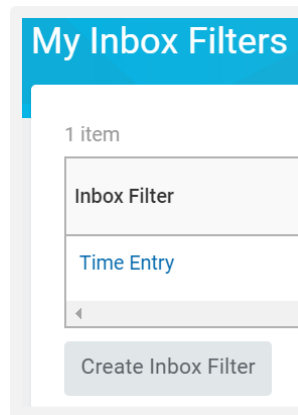 My Inbox Filters
1 item
Inbox Filter
Time Entry
Create Inbox Filter